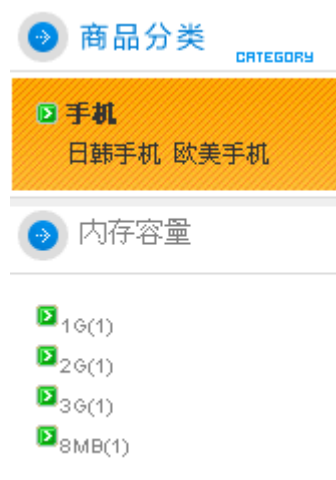 商品分类
CATEGORY
手机
日韩手机 欧美手机
内存容量
1G(1)
2G(1)
3G(1)
8MB(1)